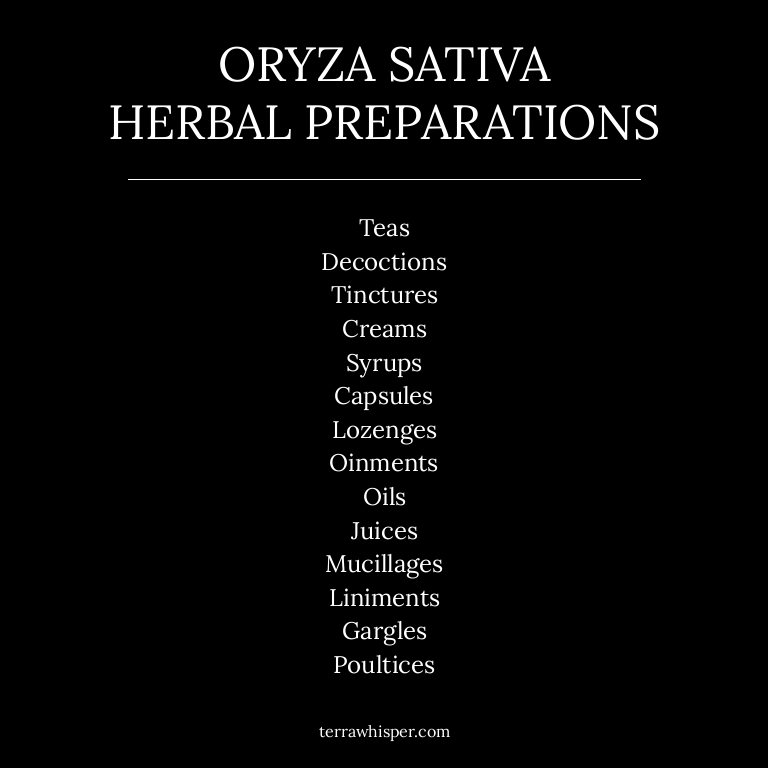 ORYZA SATIVA
HERBAL PREPARATIONS
Teas
Decoctions
Tinctures
Creams
Syrups
Capsules
Lozenges
Oinments
Oils
Juices
Mucillages
Liniments
Gargles
Poultices
terrawhisper.com